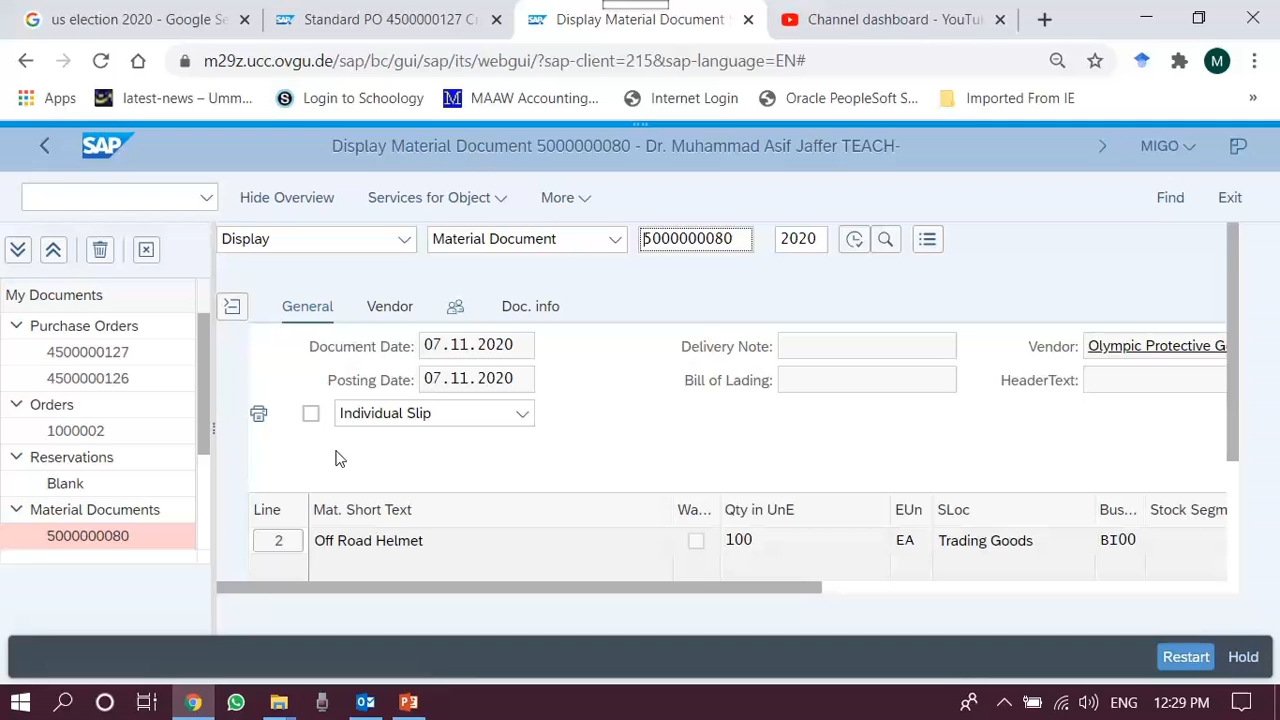 us election 2020 - Google Se
Standard PO 4500000127 Cr
Display Material Document 5
Channel dashboard - YouTu
m29z.ucc.ovgu.de/sap/bc/gui/sap/its/webgui/?sap-client=215&sap-language=EN#
M
Apps
latest-news – Umm...
Login to Schoology
MAAW Accounting...
Internet Login
Oracle PeopleSoft S...
Imported From IE
SAP
Display Material Document 5000000080 - Dr. Muhammad Asif Jaffer TEACH-
MIGO
Hide Overview
Services for Object
More
Find
Exit
Display
Material Document
5000000080
2020
My Documents
Purchase Orders
4500000127
4500000126
Orders
1000002
Reservations
Blank
Material Documents
5000000080
General
Vendor
Doc. info
Document Date: 07.11.2020
Delivery Note:
Vendor: Olympic Protective G
Posting Date: 07.11.2020
Bill of Lading:
HeaderText:
Individual Slip
Line Mat. Short Text Wa... Qty in UnE EUn SLoc Bus... Stock Segm
2 Off Road Helmet 100 EA Trading Goods BI00
Restart
Hold
ENG
12:29 PM